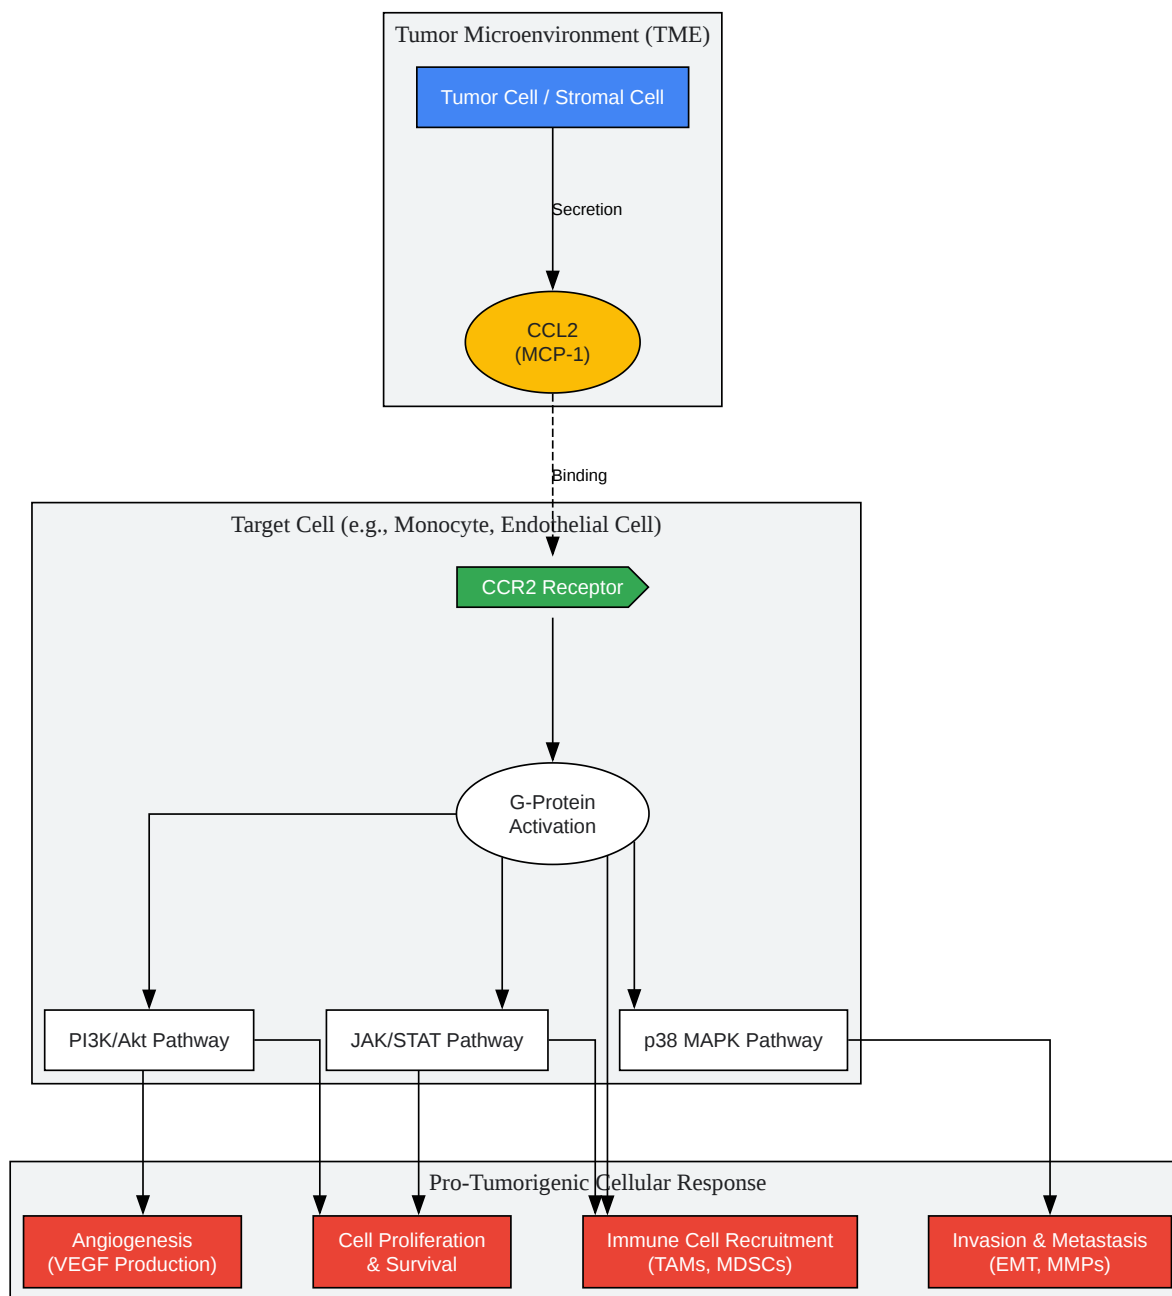 Tumor Microenvironment (TME)
Tumor Cell / Stromal Cell
Secretion
CCL2
(MCP-1)
Binding
Target Cell (e.g., Monocyte, Endothelial Cell)
CCR2 Receptor
G-Protein
Activation
PI3K/Akt Pathway
JAK/STAT Pathway
p38 MAPK Pathway
Pro-Tumorigenic Cellular Response
Angiogenesis
(VEGF Production)
Cell Proliferation
& Survival
Immune Cell Recruitment
(TAMs, MDSCs)
Invasion & Metastasis
(EMT, MMPs)